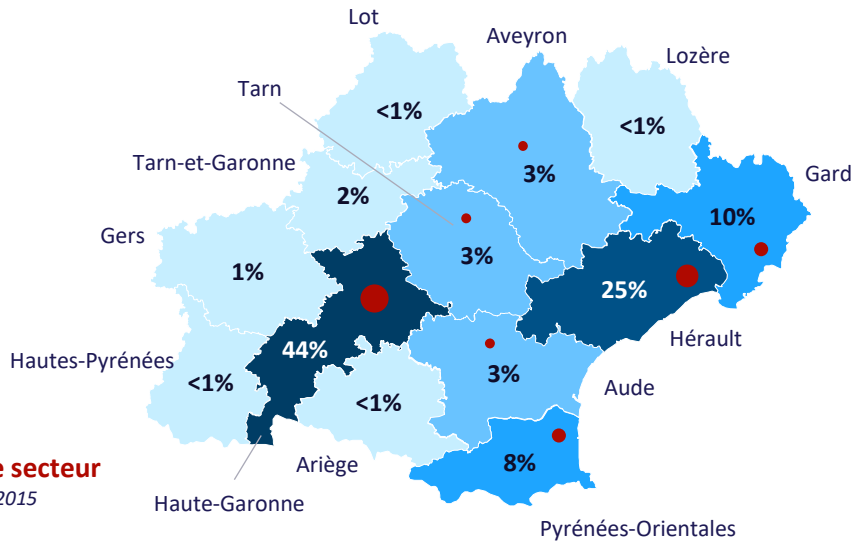 Lot
Aveyron
Lozère
Tarn
<1%
<1%
Tarn-et-Garonne
Gard
3%
2%
10%
Gers
3%
1%
25%
Hérault
44%
Hautes-Pyrénées
<1%
3%
Aude
<1%
Ariège
8%
e secteur
2015
Haute-Garonne
Pyrénées-Orientales